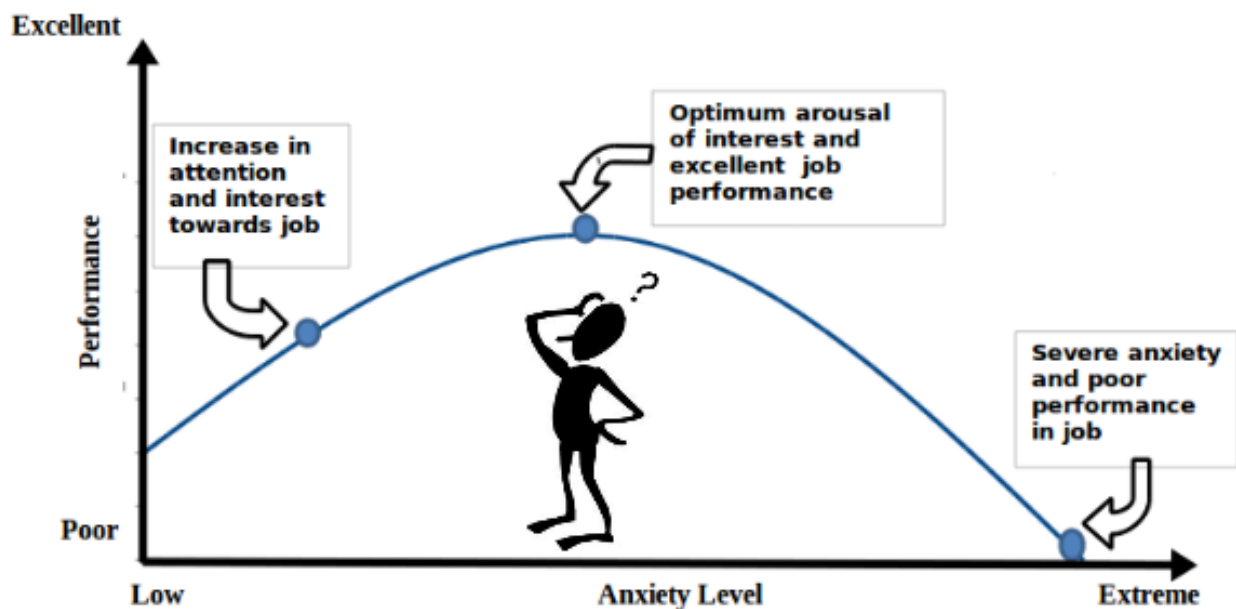 Excellent
Increase in
attention
and interest
towards job
Optimum arousal
of interest and
excellent job
performance
Performance
?
Severe anxiety
and poor
performance
in job
Poor
Low
Anxiety Level
Extreme